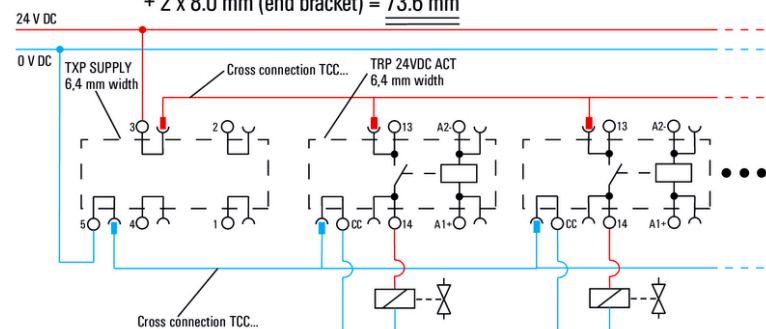 + 2 x 8.0 mm (end bracket) = 73.6 mm
24 V DC
0 V DC
TXP SUPPLY
6,4 mm width
Cross connection TCC...
TRP 24VDC ACT
6,4 mm width
3
2
13
A2-
13
A2-
5
4
1
CC
14
A1+
CC
14
A1+
Cross connection TCC...